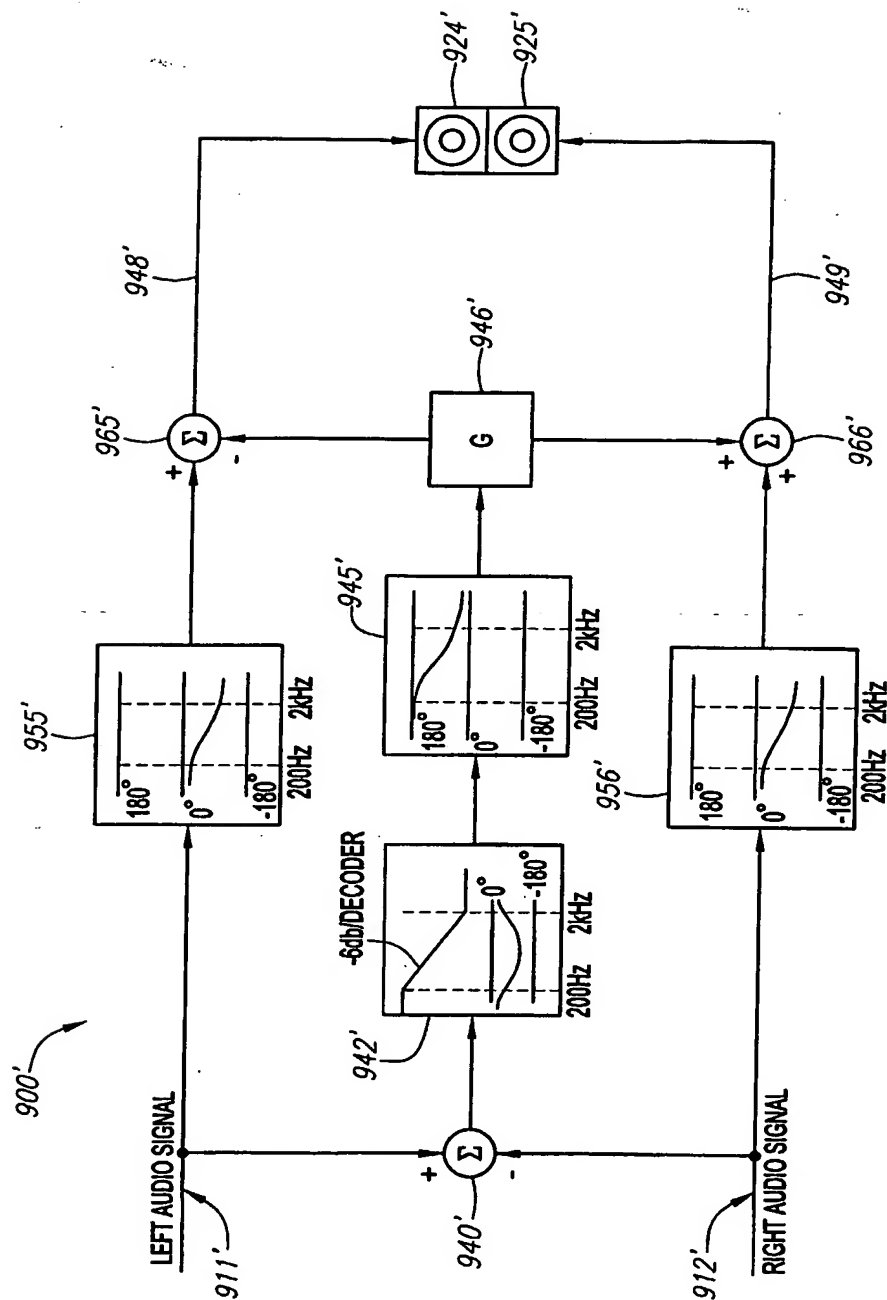 900'
LEFT AUDIO SIGNAL
911'
955'
180°
0°
-180°
200Hz
2kHz
965'
Σ
+
-
948'
924'
925'
940'
Σ
+
-
942'
-6db/DECODER
0°
-180°
200Hz
2kHz
945'
180°
0°
-180°
200Hz
2kHz
G
946'
RIGHT AUDIO SIGNAL
912'
956'
180°
0°
-180°
200Hz
2kHz
+
+
Σ
966'
949'